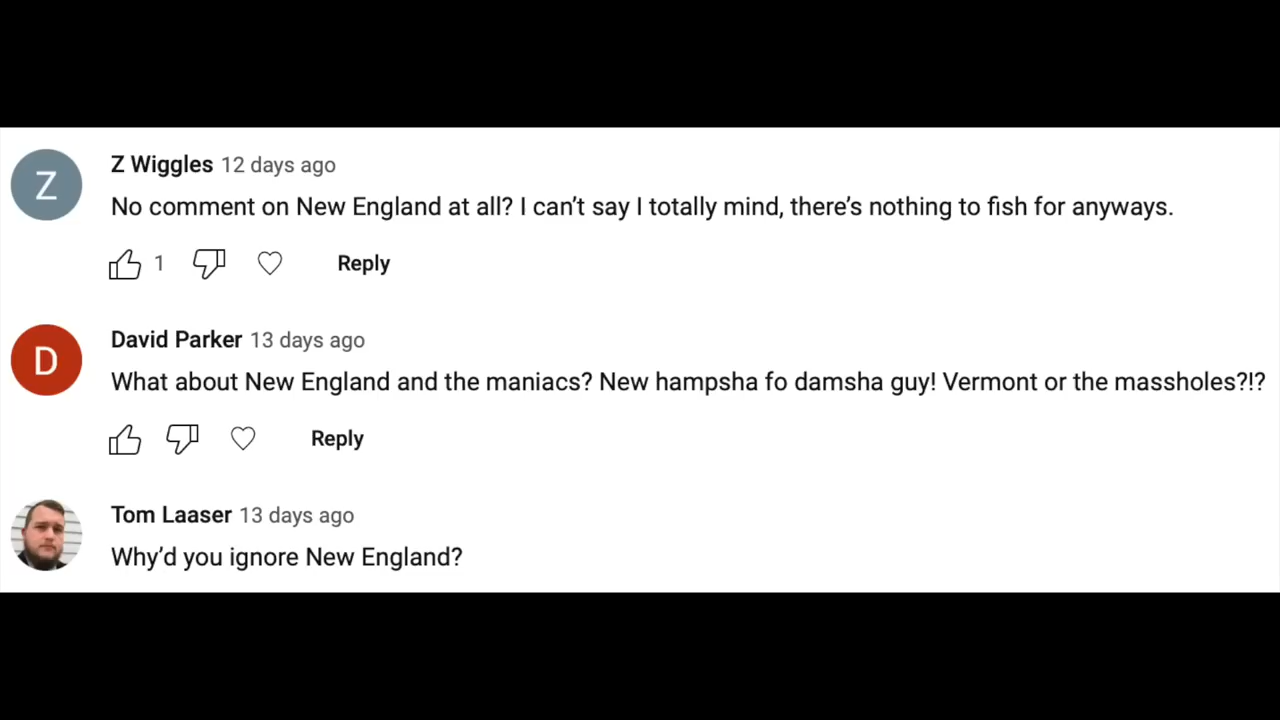 Z
Z Wiggles 12 days ago
No comment on New England at all? I can’t say I totally mind, there’s nothing to fish for anyways.
1 Reply
D
David Parker 13 days ago
What about New England and the maniacs? New hampsha fo damsha guy! Vermont or the massholes?!?
Reply
Tom Laaser 13 days ago
Why’d you ignore New England?